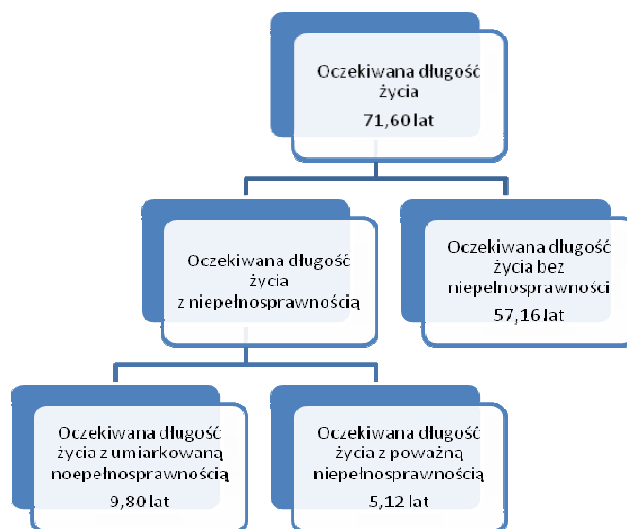 Oczekiwana długość
życia
71,60 lat
Oczekiwana długość
życia
z niepełnosprawnością
Oczekiwana długość
życia bez
niepełnosprawności
57,16 lat
Oczekiwana długość
życia z umiarkowaną
noepełnosprawnością
9,80 lat
Oczekiwana długość
życia z poważną
niepełnosprawnością
5,12 lat